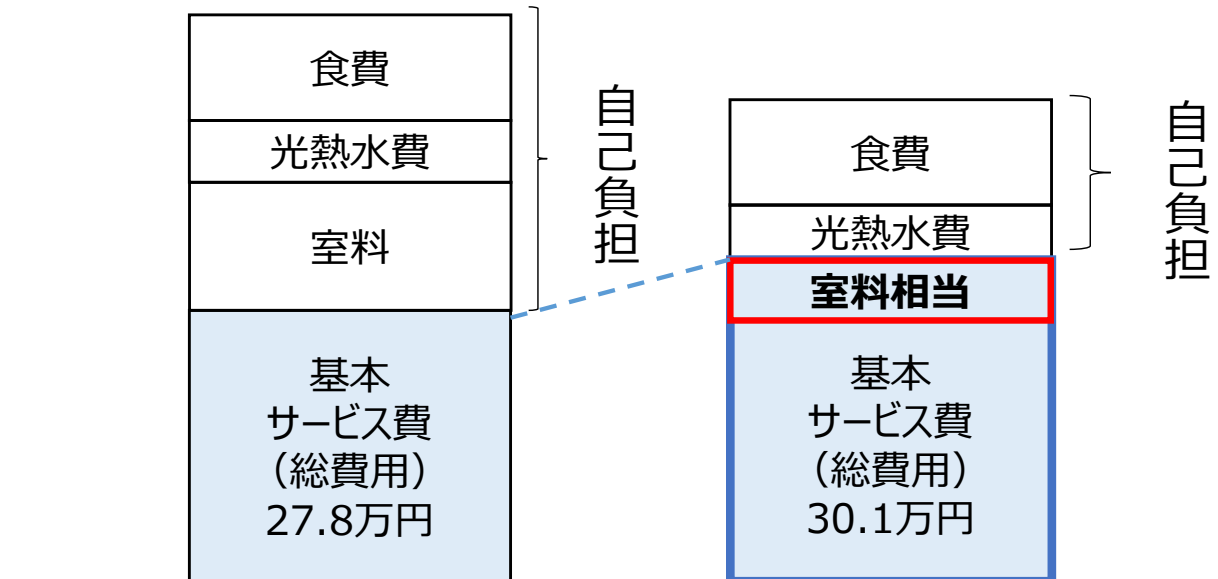 食費
光熱水費
室料
基本
サービス費
（総費用）
27.8万円
自己負担
食費
光熱水費
室料相当
基本
サービス費
（総費用）
30.1万円
自己負担